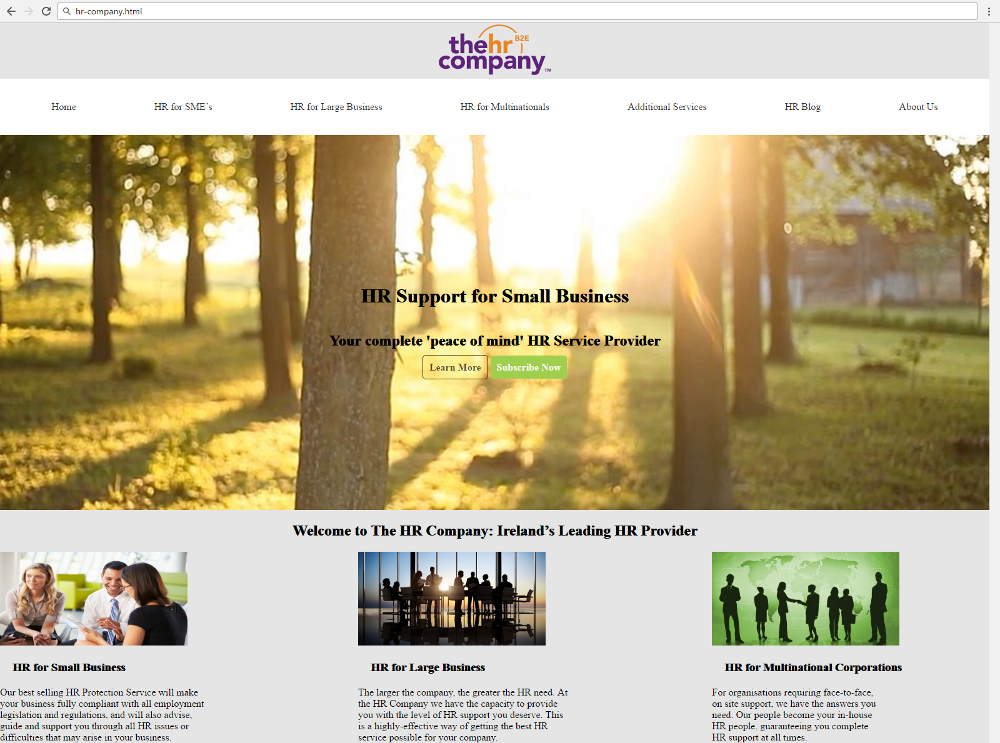 hr-company.html
thehr B2E
company TM
Home HR for SME's HR for Large Business HR for Multinationals Additional Services HR Blog About Us
HR Support for Small Business
Your complete 'peace of mind' HR Service Provider
Learn More Subscribe Now
Welcome to The HR Company: Ireland’s Leading HR Provider
HR for Small Business
Our best selling HR Protection Service will make
your business fully compliant with all employment
legislation and regulations, and will also advise,
guide and support you through all HR issues or
difficulties that may arise in your business.
HR for Large Business
The larger the company, the greater the HR need. At
the HR Company we have the capacity to provide
you with the level of HR support you deserve. This
is a highly-effective way of getting the best HR
service possible for your company.
HR for Multinational Corporations
For organisations requiring face-to-face,
on site support, we have the answers you
need. Our people become your in-house
HR people, guaranteeing you complete
HR support at all times.